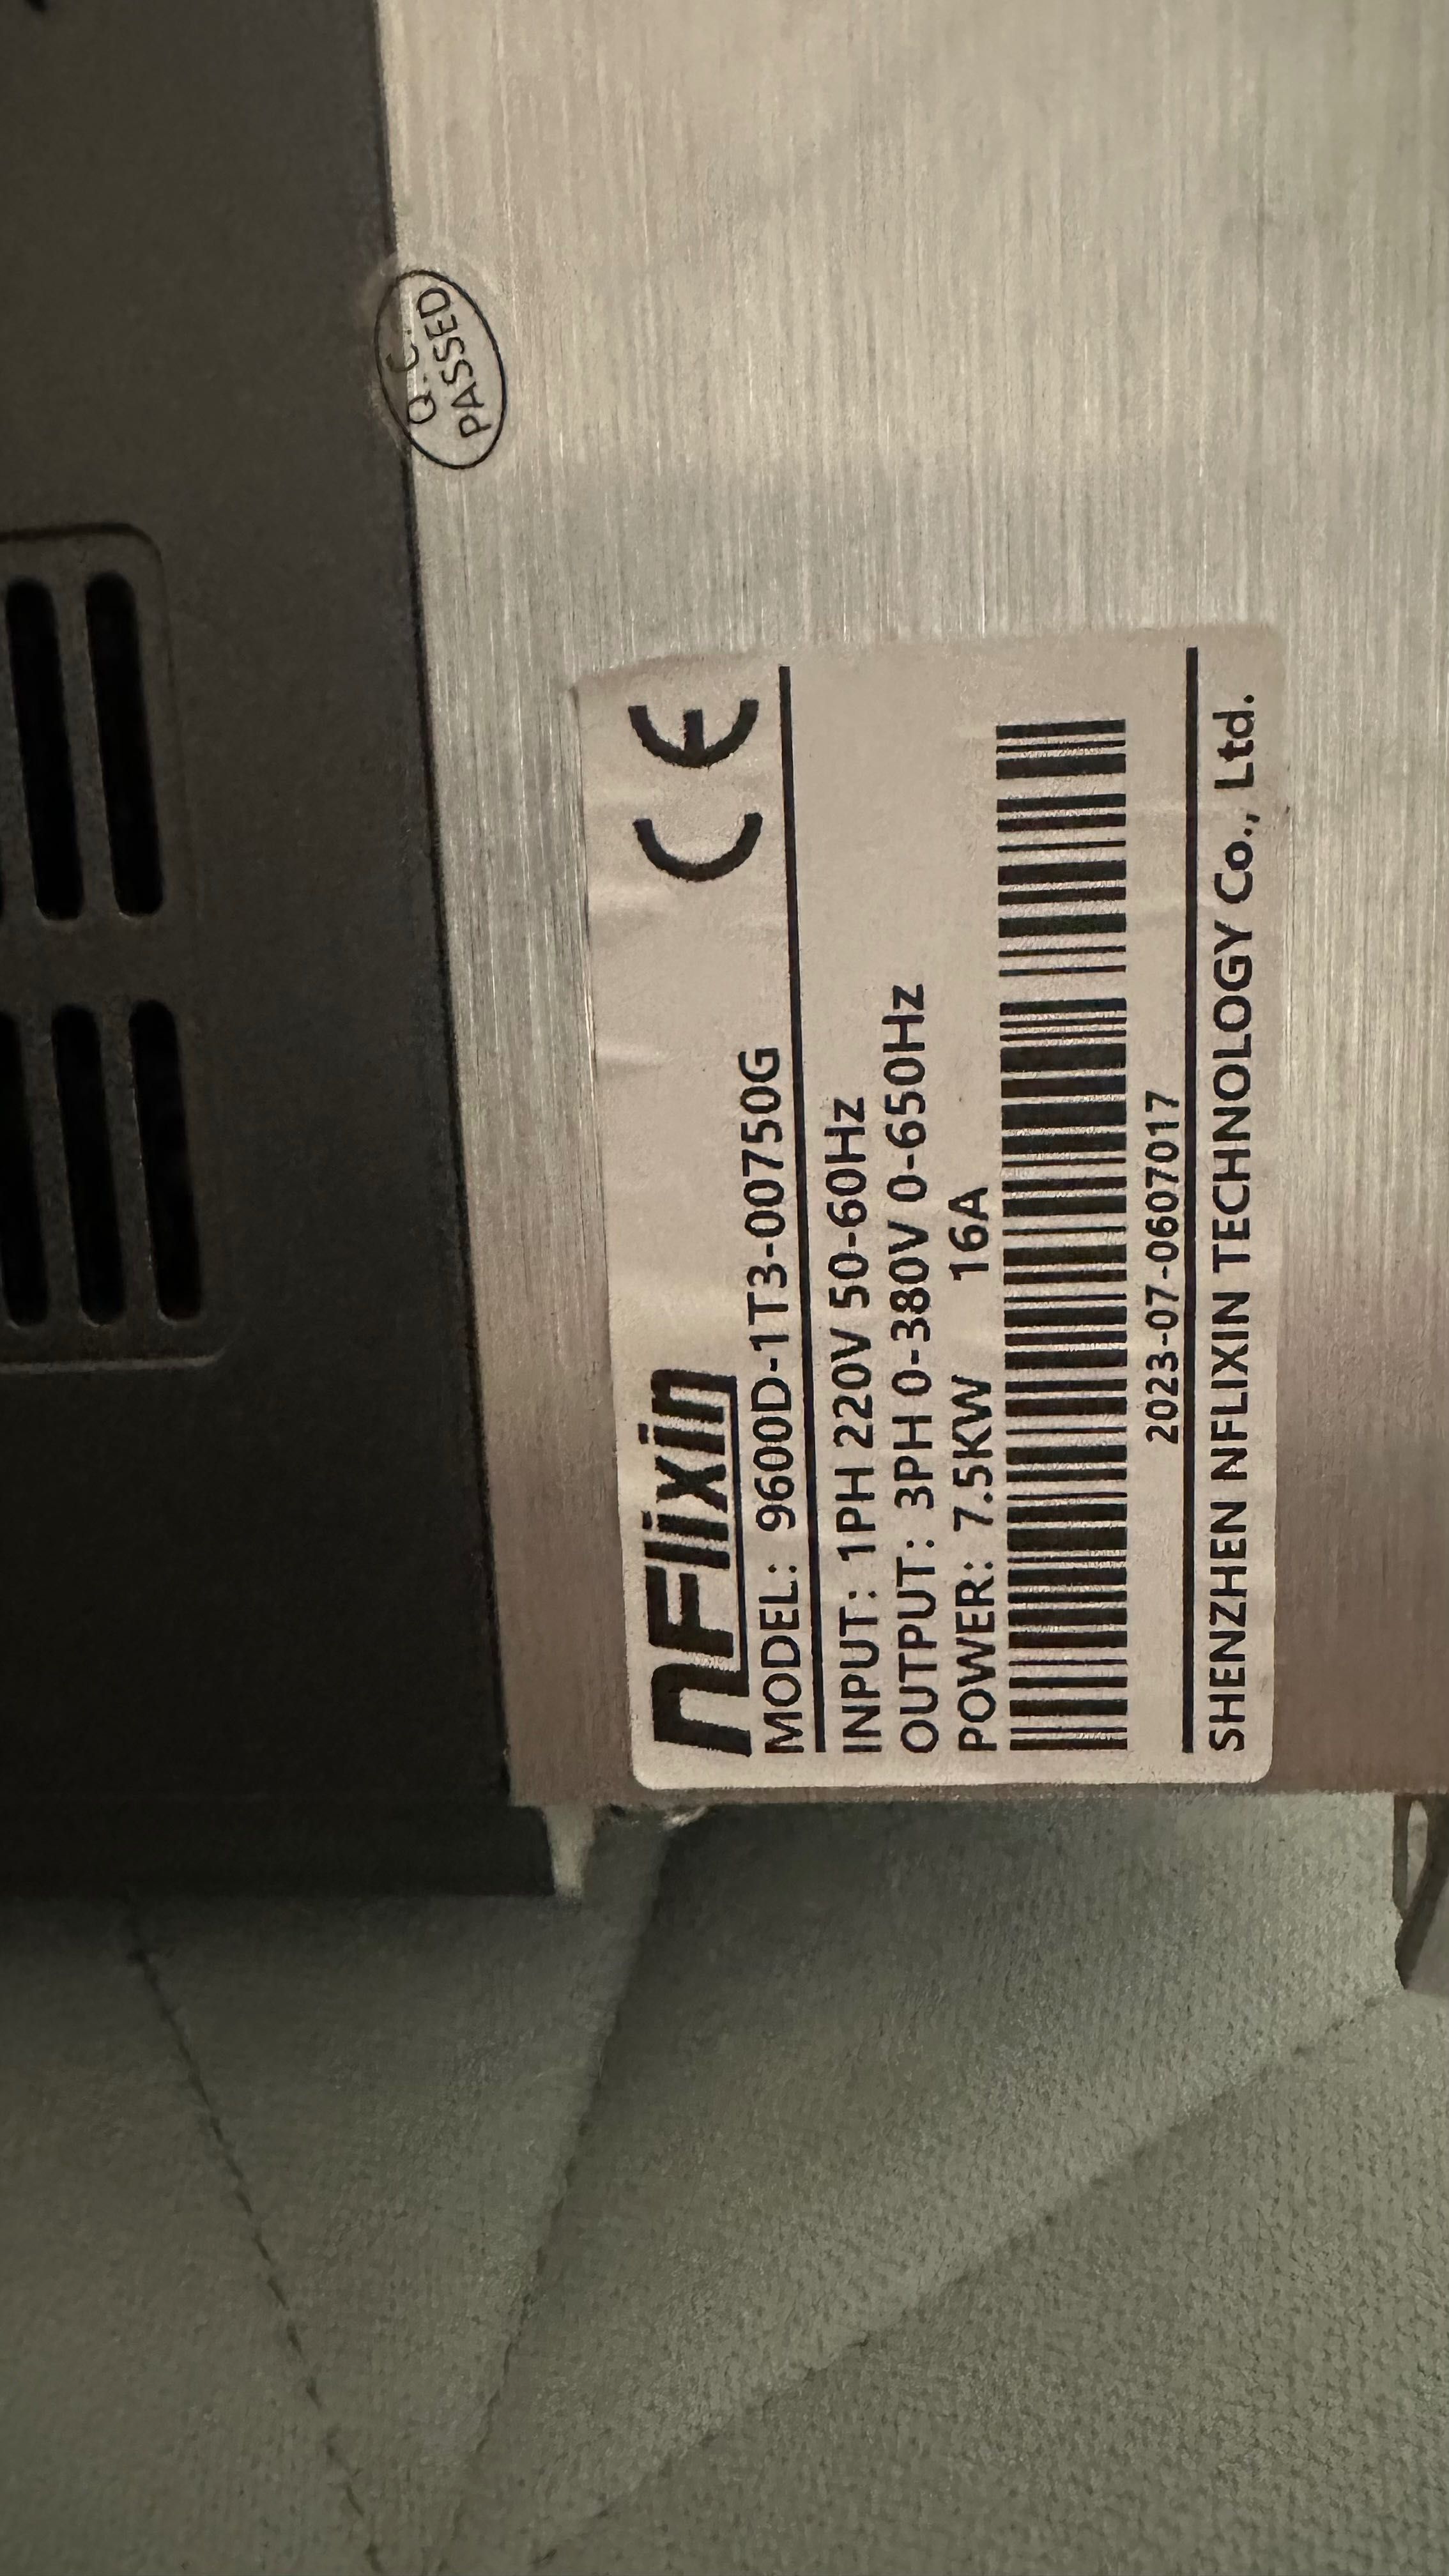 Q.C.
PASSED
nFlixin CE
MODEL: 9600D-1T3-00750G
INPUT: 1PH 220V 50-60Hz
OUTPUT: 3PH 0-380V 0-650Hz
POWER: 7.5KW 16A
2023-07-0607017
SHENZHEN NFLIXIN TECHNOLOGY Co., Ltd.